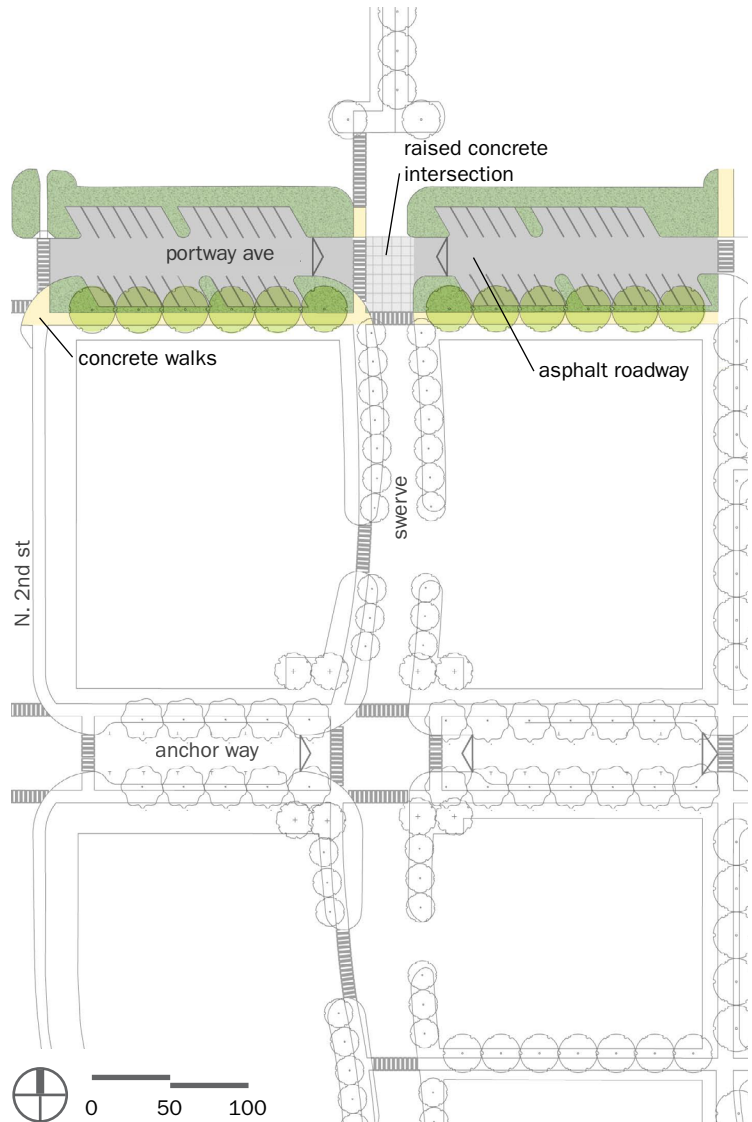 raised concrete
intersection
portway ave
concrete walks
asphalt roadway
swerve
N. 2nd st
anchor way
0 50 100